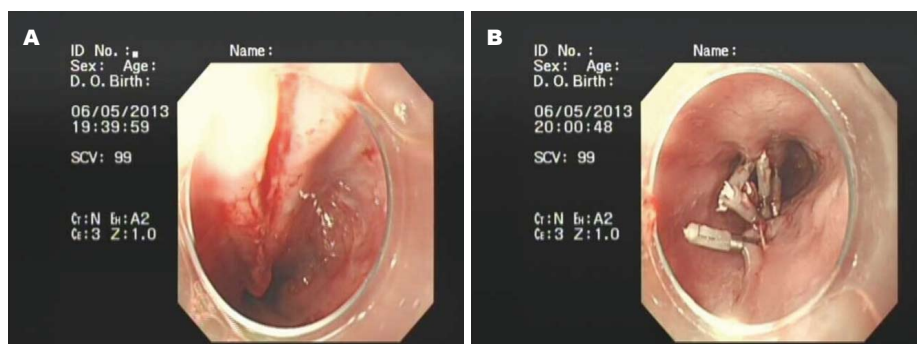 A
ID No.: Name:
Sex: Age:
D.O.Birth:
06/05/2013
19:39:59
SCV: 99
Cr:N Eh:A2
Ce:3 Z:1.0
B
ID No.: Name:
Sex: Age:
D.O.Birth:
06/05/2013
20:00:48
SCV: 99
Cr:N Eh:A2
Ce:3 Z:1.0